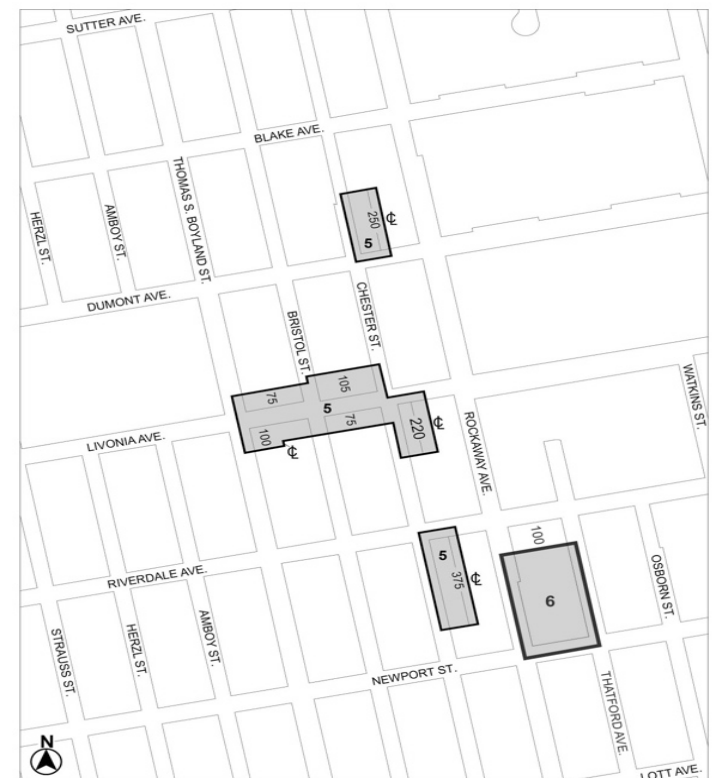 SUTTER AVE.
BLAKE AVE.
THOMAS S. BOYLAND ST.
HERZL ST.
AMBOY ST.
250
℄
5
DUMONT AVE.
BRISTOL ST.
CHESTER ST.
WATKINS ST.
75
105
5
100
75
220
℄
℄
LIVONIA AVE.
ROCKAWAY AVE.
100
5
375
℄
6
OSBORN ST.
RIVERDALE AVE.
STRAUSS ST.
HERZL ST.
AMBOY ST.
NEWPORT ST.
THATFORD AVE.
N
LOTT AVE.